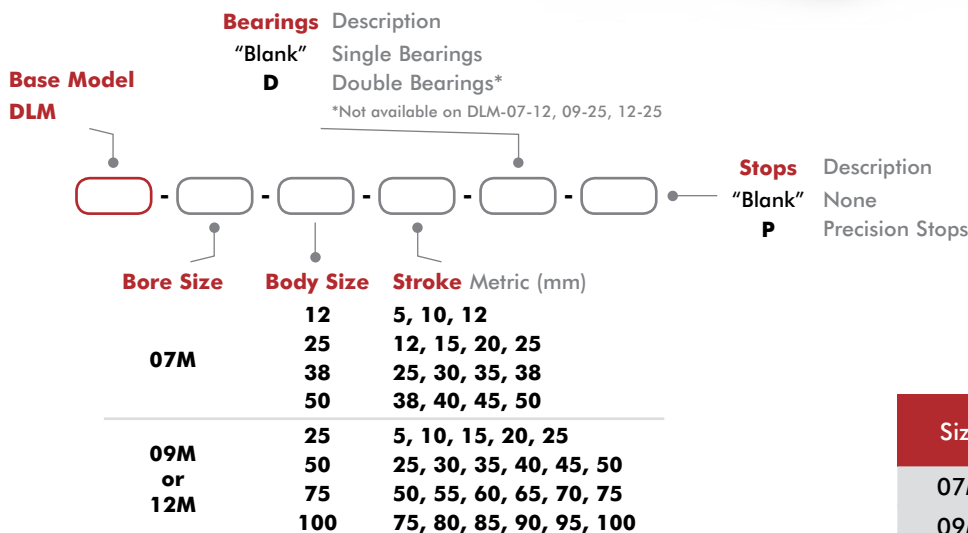 Bearings Description
“Blank” Single Bearings
D Double Bearings*
*Not available on DLM-07-12, 09-25, 12-25
Base Model
DLM
- - - - -
Stops Description
“Blank” None
P Precision Stops
Bore Size Body Size Stroke Metric (mm)
07M
12 5, 10, 12
25 12, 15, 20, 25
38 25, 30, 35, 38
50 38, 40, 45, 50
09M
or
12M
25 5, 10, 15, 20, 25
50 25, 30, 35, 40, 45, 50
75 50, 55, 60, 65, 70, 75
100 75, 80, 85, 90, 95, 100